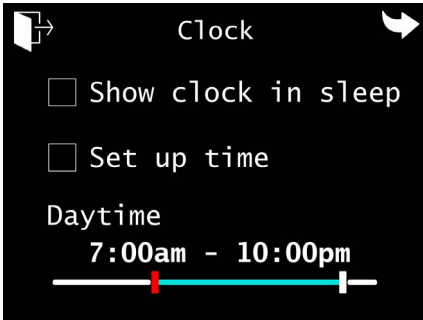 Clock
Show clock in sleep
Set up time
Daytime
7:00am - 10:00pm